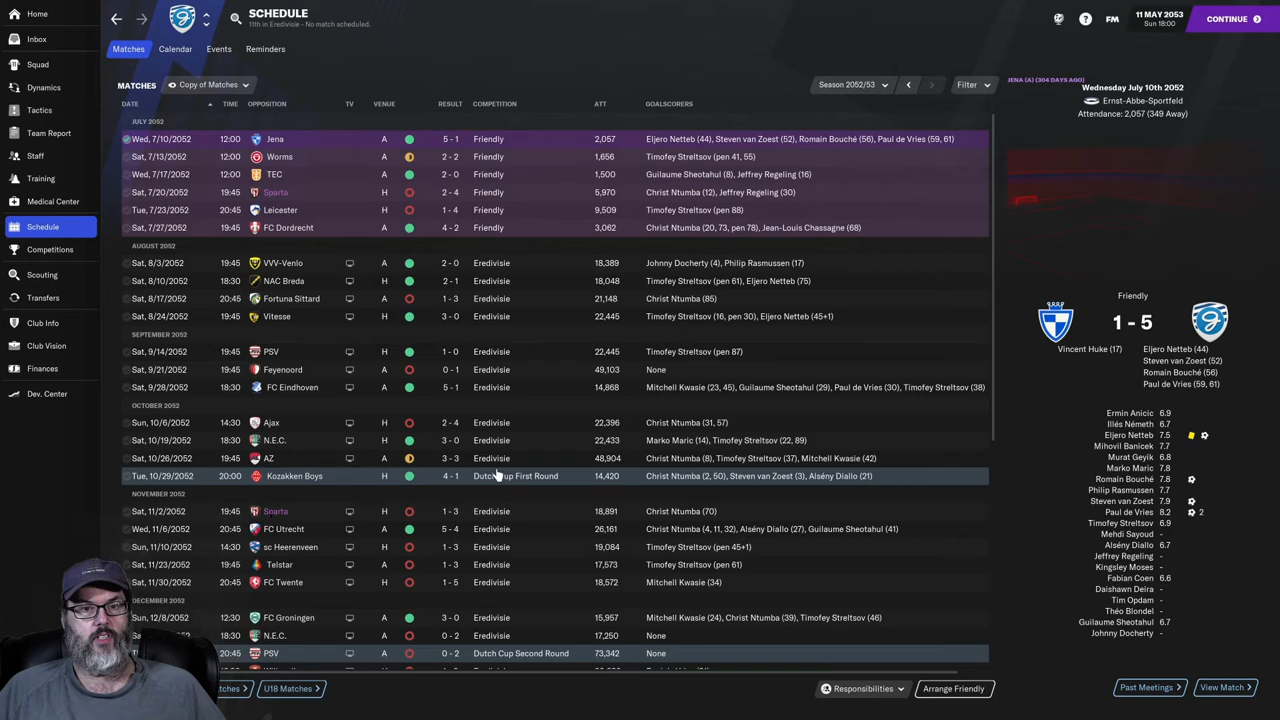 Home
Inbox
Squad
Dynamics
Tactics
Team Report
Staff
Training
Medical Center
Schedule
Competitions
Scouting
Transfers
Club Info
Club Vision
Finances
Dev. Center
SCHEDULE
11th in Eredivisie - No match scheduled.
FM
11 MAY 2053
Sun 18:00
CONTINUE
Matches Calendar Events Reminders
MATCHES Copy of Matches Season 2052/53 Filter
DATE TIME OPPOSITION TV VENUE RESULT COMPETITION ATT GOALSCORERS
JULY 2052
Wed, 7/10/2052 12:00 Jena A 5 - 1 Friendly 2,057 Eljero Netteb (44), Steven van Zoest (52), Romain Bouché (56), Paul de Vries (59, 61)
Sat, 7/13/2052 12:00 Worms A 2 - 2 Friendly 1,656 Timofey Streltsov (pen 41, 55)
Wed, 7/17/2052 12:00 TEC A 2 - 0 Friendly 1,500 Guilaume Sheotahul (8), Jeffrey Regeling (16)
Sat, 7/20/2052 19:45 Sparta H 2 - 4 Friendly 5,970 Christ Ntumba (12), Jeffrey Regeling (30)
Tue, 7/23/2052 20:45 Leicester H 1 - 4 Friendly 9,509 Timofey Streltsov (pen 88)
Sat, 7/27/2052 19:45 FC Dordrecht A 4 - 2 Friendly 3,062 Christ Ntumba (20, 73, pen 78), Jean-Louis Chassagne (68)
AUGUST 2052
Sat, 8/3/2052 19:45 VVV-Venlo A 2 - 0 Eredivisie 18,389 Johnny Docherty (4), Philip Rasmussen (17)
Sat, 8/10/2052 18:30 NAC Breda H 2 - 1 Eredivisie 18,048 Timofey Streltsov (pen 61), Eljero Netteb (75)
Sat, 8/17/2052 20:45 Fortuna Sittard A 1 - 3 Eredivisie 21,148 Christ Ntumba (85)
Sat, 8/24/2052 19:45 Vitesse H 3 - 0 Eredivisie 22,445 Timofey Streltsov (16, pen 30), Eljero Netteb (45+1)
SEPTEMBER 2052
Sat, 9/14/2052 19:45 PSV H 1 - 0 Eredivisie 22,445 Timofey Streltsov (pen 87)
Sat, 9/21/2052 19:45 Feyenoord A 0 - 1 Eredivisie 49,103 None
Sat, 9/28/2052 18:30 FC Eindhoven A 5 - 1 Eredivisie 14,868 Mitchell Kwasie (23, 45), Guilaume Sheotahul (29), Paul de Vries (30), Timofey Streltsov (38)
OCTOBER 2052
Sun, 10/6/2052 14:30 Ajax H 2 - 4 Eredivisie 22,396 Christ Ntumba (31, 57)
Sat, 10/19/2052 18:30 N.E.C. H 3 - 0 Eredivisie 22,433 Marko Maric (14), Timofey Streltsov (22, 89)
Sat, 10/26/2052 19:45 AZ A 3 - 3 Eredivisie 48,904 Christ Ntumba (8), Timofey Streltsov (37), Mitchell Kwasie (42)
Tue, 10/29/2052 20:00 Kozakken Boys H 4 - 1 Dutch Cup First Round 14,420 Christ Ntumba (2, 50), Steven van Zoest (3), Alsény Diallo (21)
NOVEMBER 2052
Sat, 11/2/2052 19:45 Sparta H 1 - 3 Eredivisie 18,891 Christ Ntumba (70)
Wed, 11/6/2052 20:45 FC Utrecht A 5 - 4 Eredivisie 26,161 Christ Ntumba (4, 11, 32), Alsény Diallo (27), Guilaume Sheotahul (41)
Sun, 11/10/2052 14:30 sc Heerenveen H 1 - 3 Eredivisie 19,084 Timofey Streltsov (pen 45+1)
Sat, 11/23/2052 19:45 Telstar A 1 - 3 Eredivisie 17,573 Timofey Streltsov (pen 61)
Sat, 11/30/2052 20:45 FC Twente H 1 - 5 Eredivisie 18,572 Mitchell Kwasie (34)
DECEMBER 2052
Sun, 12/8/2052 12:30 FC Groningen H 3 - 0 Eredivisie 15,957 Mitchell Kwasie (24), Christ Ntumba (39), Timofey Streltsov (46)
18:30 N.E.C. A 0 - 2 Eredivisie 17,250 None
20:45 PSV A 0 - 2 Dutch Cup Second Round 73,342 None
U18 Matches Responsibilities Arrange Friendly
JENA (A) (304 DAYS AGO)
Wednesday July 10th 2052
Ernst-Abbe-Sportfeld
Attendance: 2,057 (349 Away)
Friendly
1 - 5
Vincent Huke (17) Eljero Netteb (44)
Steven van Zoest (52)
Romain Bouché (56)
Paul de Vries (59, 61)
Ermin Anicic 6.9
Illés Németh 6.7
Eljero Netteb 7.5
Mihovil Banicek 7.7
Murat Geyik 6.8
Marko Maric 7.8
Romain Bouché 7.8
Philip Rasmussen 7.7
Steven van Zoest 7.9
Paul de Vries 8.2 2
Timofey Streltsov 6.9
Mehdi Sayoud -
Alsény Diallo 6.7
Jeffrey Regeling -
Kingsley Moses -
Fabian Coen 6.6
Daishawn Deira -
Tim Opdam -
Théo Blondel -
Guilaume Sheotahul 6.7
Johnny Docherty -
Past Meetings View Match